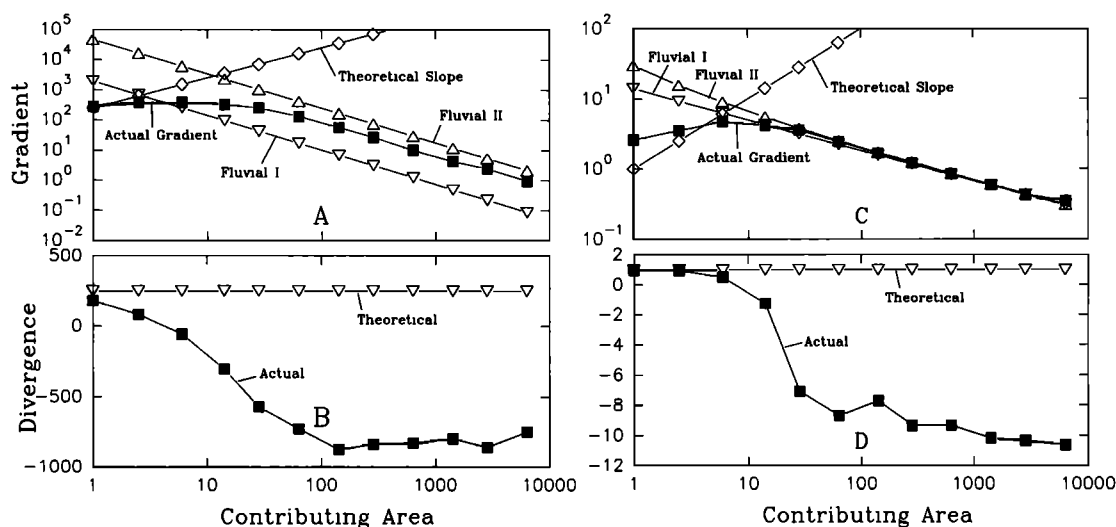 Gradient
10^5
10^4
10^3
10^2
10^1
10^0
10^-1
10^-2
Fluvial II
Theoretical Slope
Actual Gradient
Fluvial I
A
Divergence
500
0
-500
-1000
Theoretical
Actual
B
1
10
100
1000
10000
Contributing Area
10^2
10^1
10^0
10^-1
Fluvial I
Fluvial II
Theoretical Slope
Actual Gradient
C
2
0
-2
-4
-6
-8
-10
-12
Theoretical
Actual
D
1
10
100
1000
10000
Contributing Area